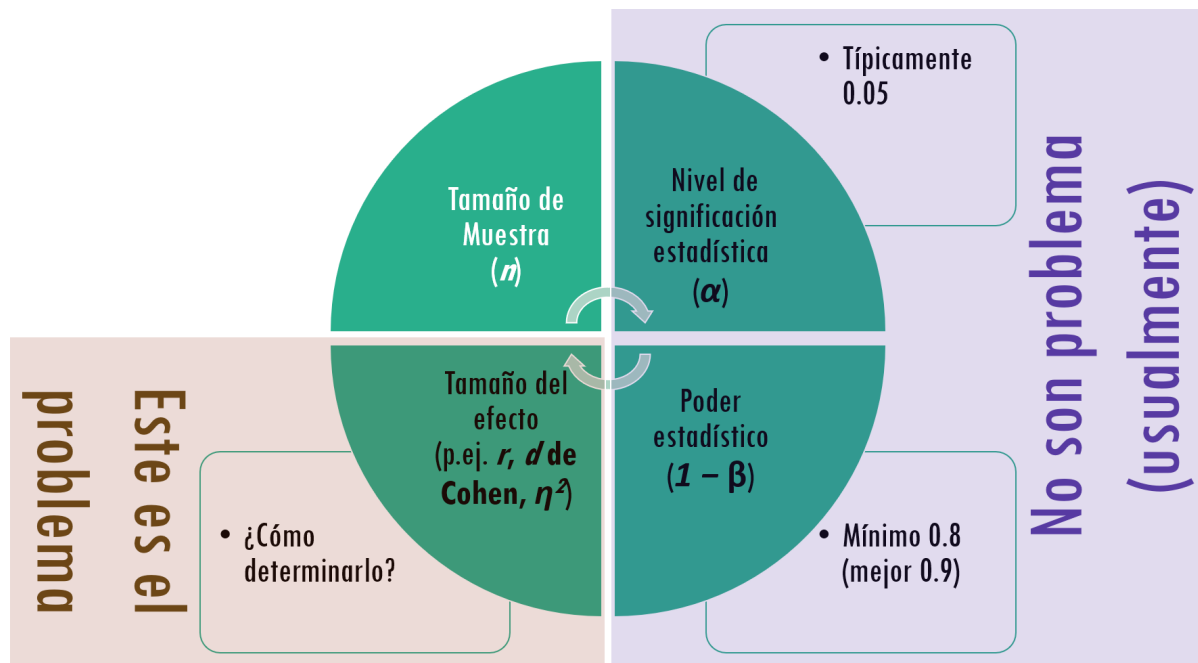 Tamaño de
Muestra
(n)
Nivel de
significación
estadística
(α)
• Típicamente
0.05
No son problema
(usualmente)
Tamaño del
efecto
(p.ej. r, d de
Cohen, η²)
• ¿Cómo
determinarlo?
Este es el
problema
Poder
estadístico
(1 – β)
• Mínimo 0.8
(mejor 0.9)